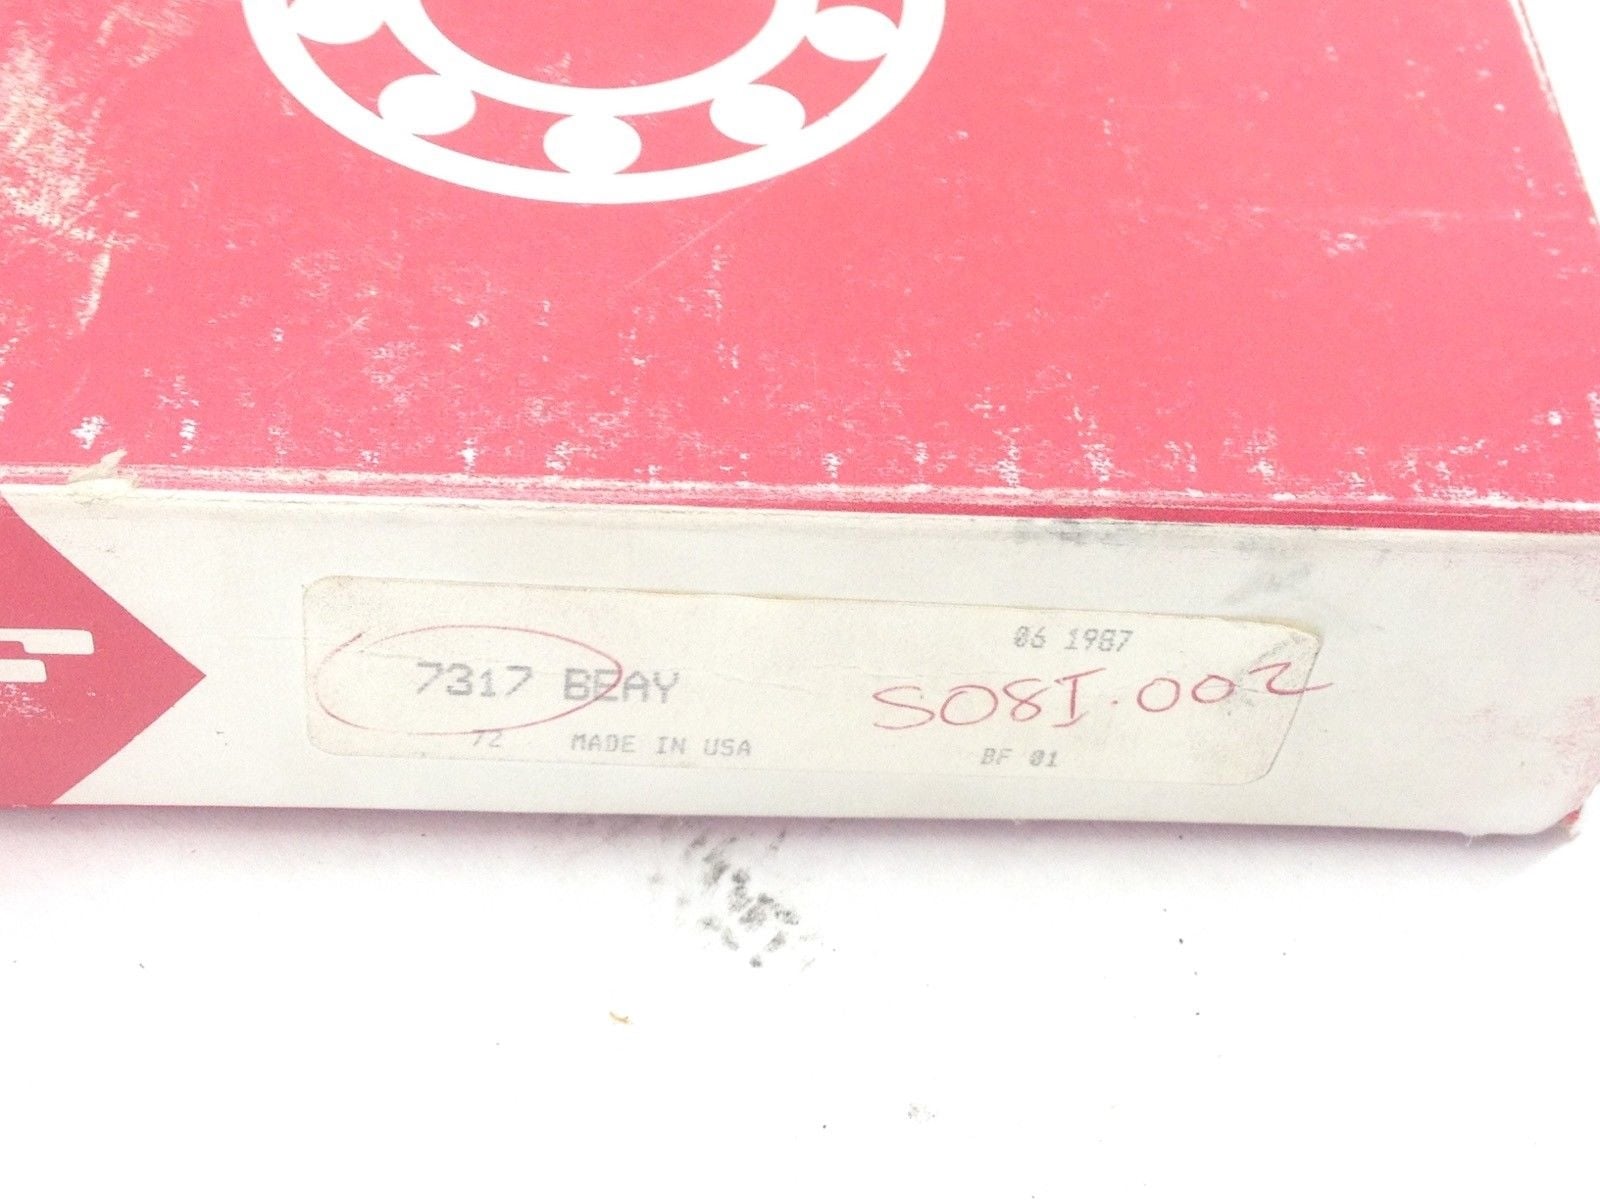 06 1987
7317 BEAY
S08I.002
72 MADE IN USA
BF 01